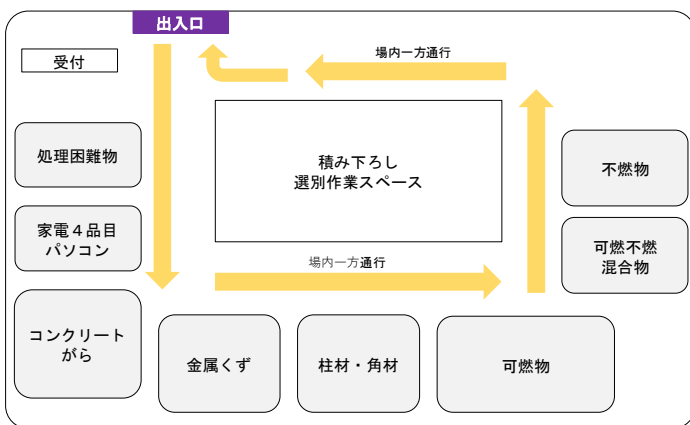 出入口
受付
場内一方通行
処理困難物
積み下ろし
選別作業スペース
不燃物
家電４品目
パソコン
可燃不燃
混合物
場内一方通行
コンクリート
がら
金属くず
柱材・角材
可燃物